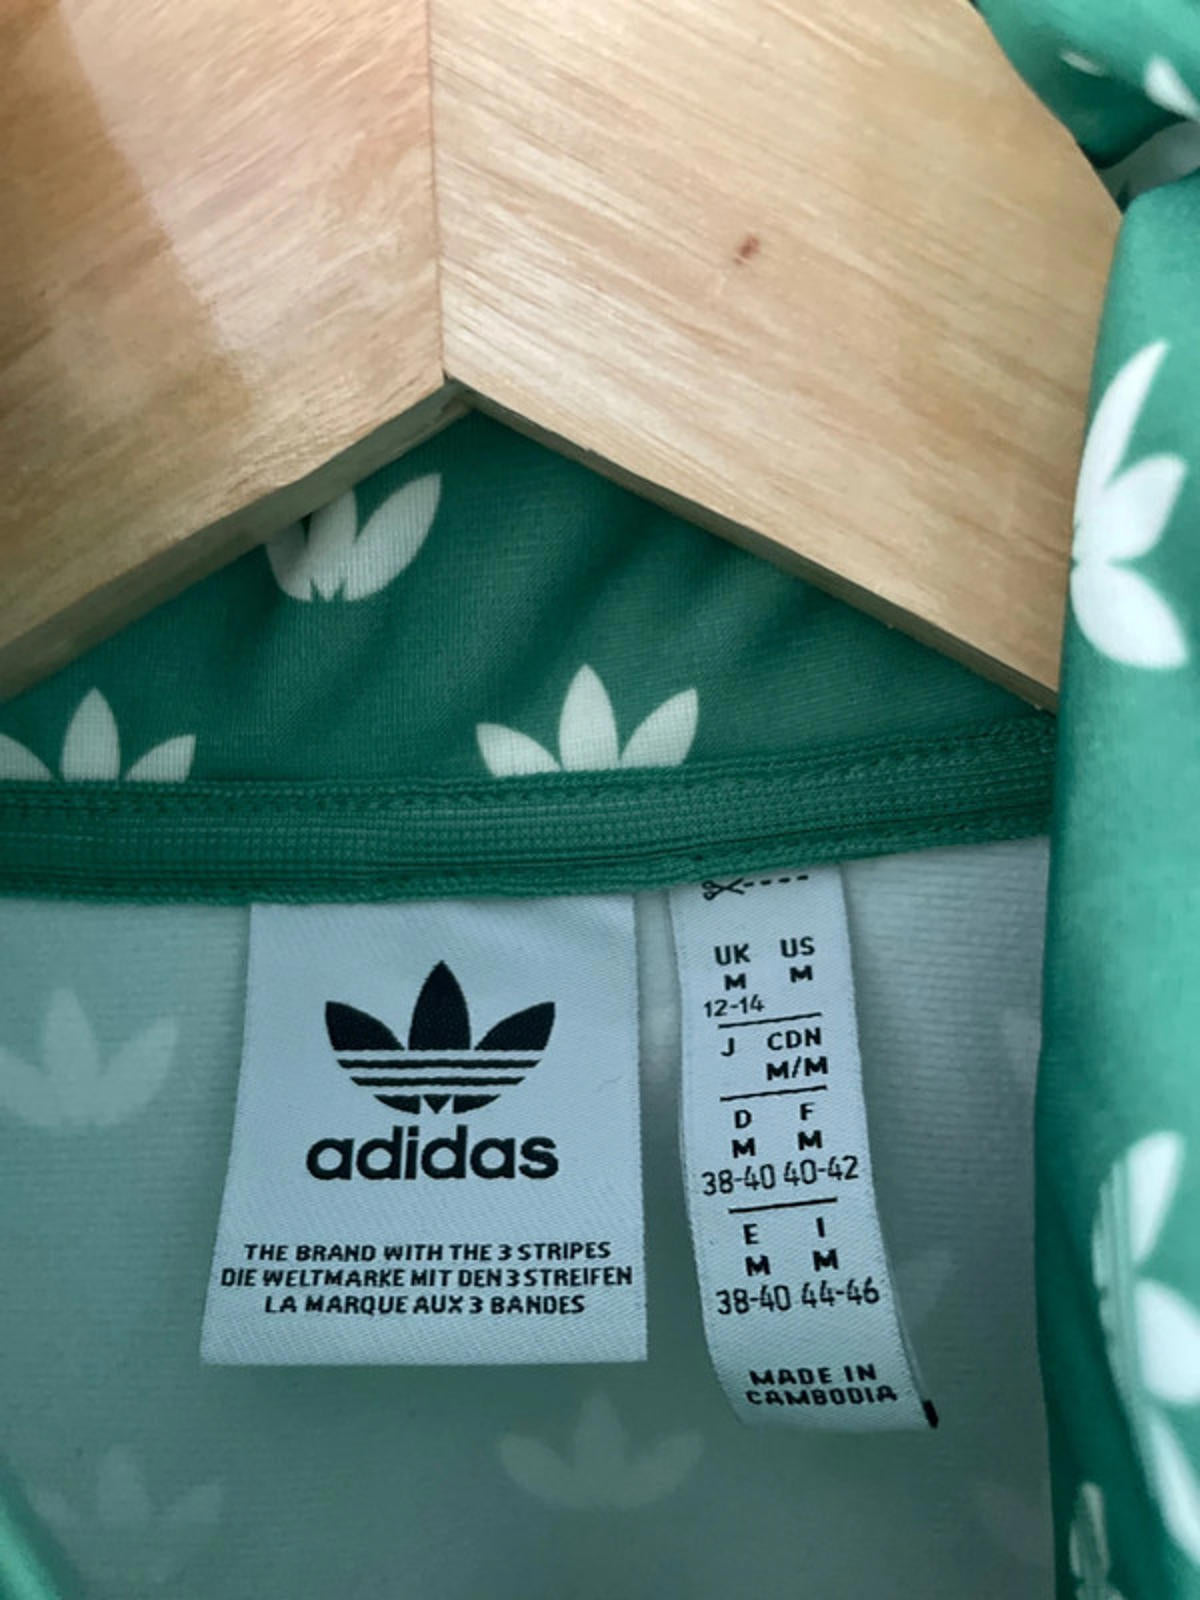 adidas
THE BRAND WITH THE 3 STRIPES
DIE WELTMARKE MIT DEN 3 STREIFEN
LA MARQUE AUX 3 BANDES
UK US
M M
12-14
J CDN
M/M
D F
M M
38-40 40-42
E I
M M
38-40 44-46
MADE IN
CAMBODIA